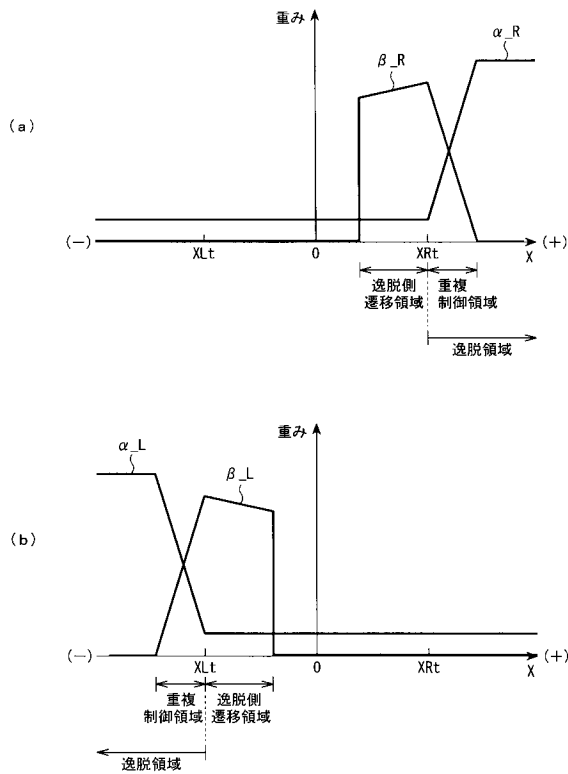 重み
α_R
β_R
(a)
(−)
XLt
0
XRt
X
(+)
逸脱側
遷移領域
重複
制御領域
逸脱領域
重み
α_L
β_L
(b)
(−)
XLt
0
XRt
X
(+)
重複
制御領域
逸脱側
遷移領域
逸脱領域